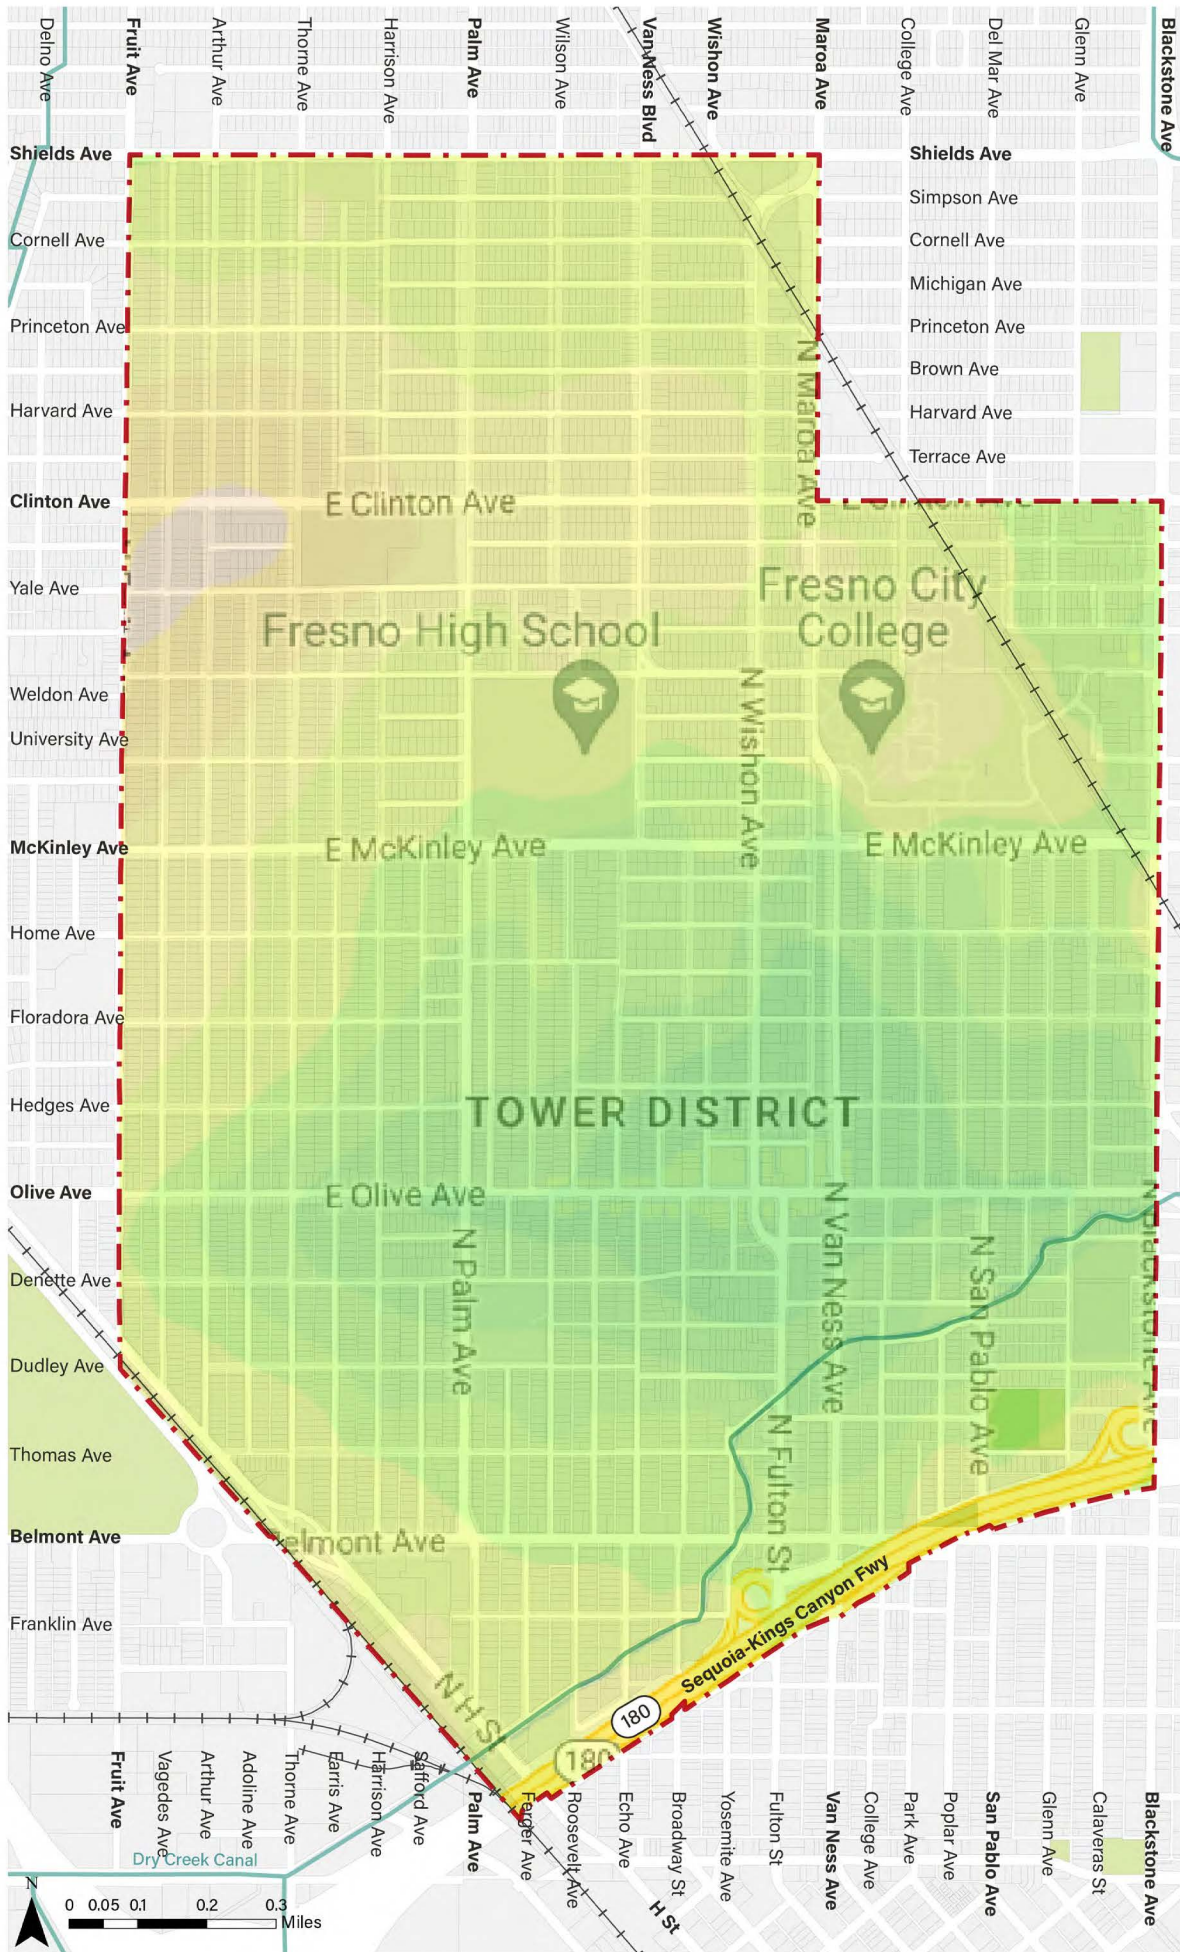 Delno Ave
Fruit Ave
Arthur Ave
Thorne Ave
Harrison Ave
Palm Ave
Wilson Ave
Van Ness Blvd
Wishon Ave
Maroa Ave
College Ave
Del Mar Ave
Glenn Ave
Blackstone Ave
Shields Ave
Shields Ave
Simpson Ave
Cornell Ave
Cornell Ave
Michigan Ave
Princeton Ave
Princeton Ave
N Maroa Ave
Brown Ave
Harvard Ave
Harvard Ave
Terrace Ave
Clinton Ave
E Clinton Ave
Yale Ave
Fresno City
College
Fresno High School
Weldon Ave
N Wishon Ave
University Ave
McKinley Ave
E McKinley Ave
E McKinley Ave
Home Ave
Floradora Ave
Hedges Ave
TOWER DISTRICT
Olive Ave
E Olive Ave
N Palm Ave
N Van Ness Ave
N San Pablo Ave
N Blackstone Ave
Denette Ave
Dudley Ave
N Fulton St
Thomas Ave
Belmont Ave
elmont Ave
Franklin Ave
Sequoia-Kings Canyon Fwy
180
180
N H St
Fruit Ave
Vagedes Ave
Arthur Ave
Adoline Ave
Thorne Ave
Farris Ave
Harrison Ave
Safford Ave
Palm Ave
Ferger Ave
Roosevelt Ave
Echo Ave
Broadway St
Yosemite Ave
Fulton St
Van Ness Ave
College Ave
Park Ave
Poplar Ave
San Pablo Ave
Glenn Ave
Calaveras St
Blackstone Ave
Dry Creek Canal
H St
N
0 0.05 0.1 0.2 0.3
Miles